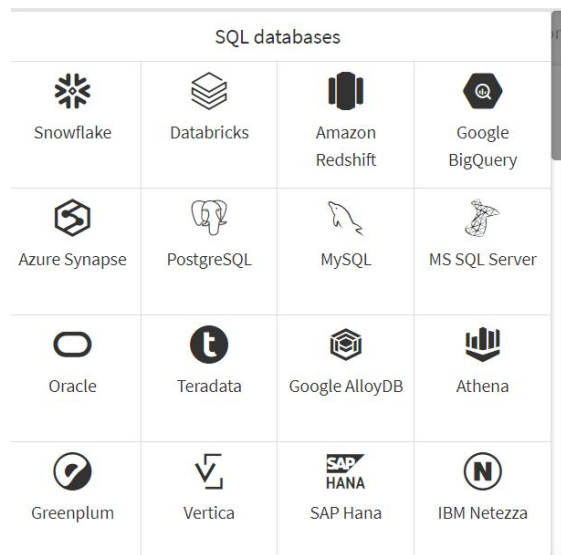 SQL databases
Snowflake
Databricks
Amazon
Redshift
Google
BigQuery
Azure Synapse
PostgreSQL
MySQL
MS SQL Server
Oracle
t
Teradata
Google AlloyDB
Athena
Greenplum
Vertica
SAP
HANA
SAP Hana
N
IBM Netezza